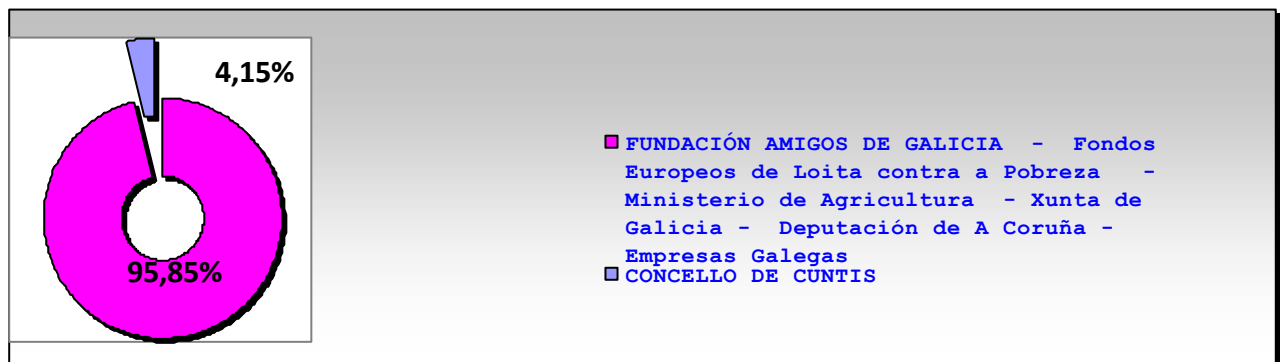 4,15%
95,85%
FUNDACIÓN AMIGOS DE GALICIA - Fondos
Europeos de Loita contra a Pobreza -
Ministerio de Agricultura - Xunta de
Galicia - Deputación de A Coruña -
Empresas Galegas
CONCELLO DE CUNTIS